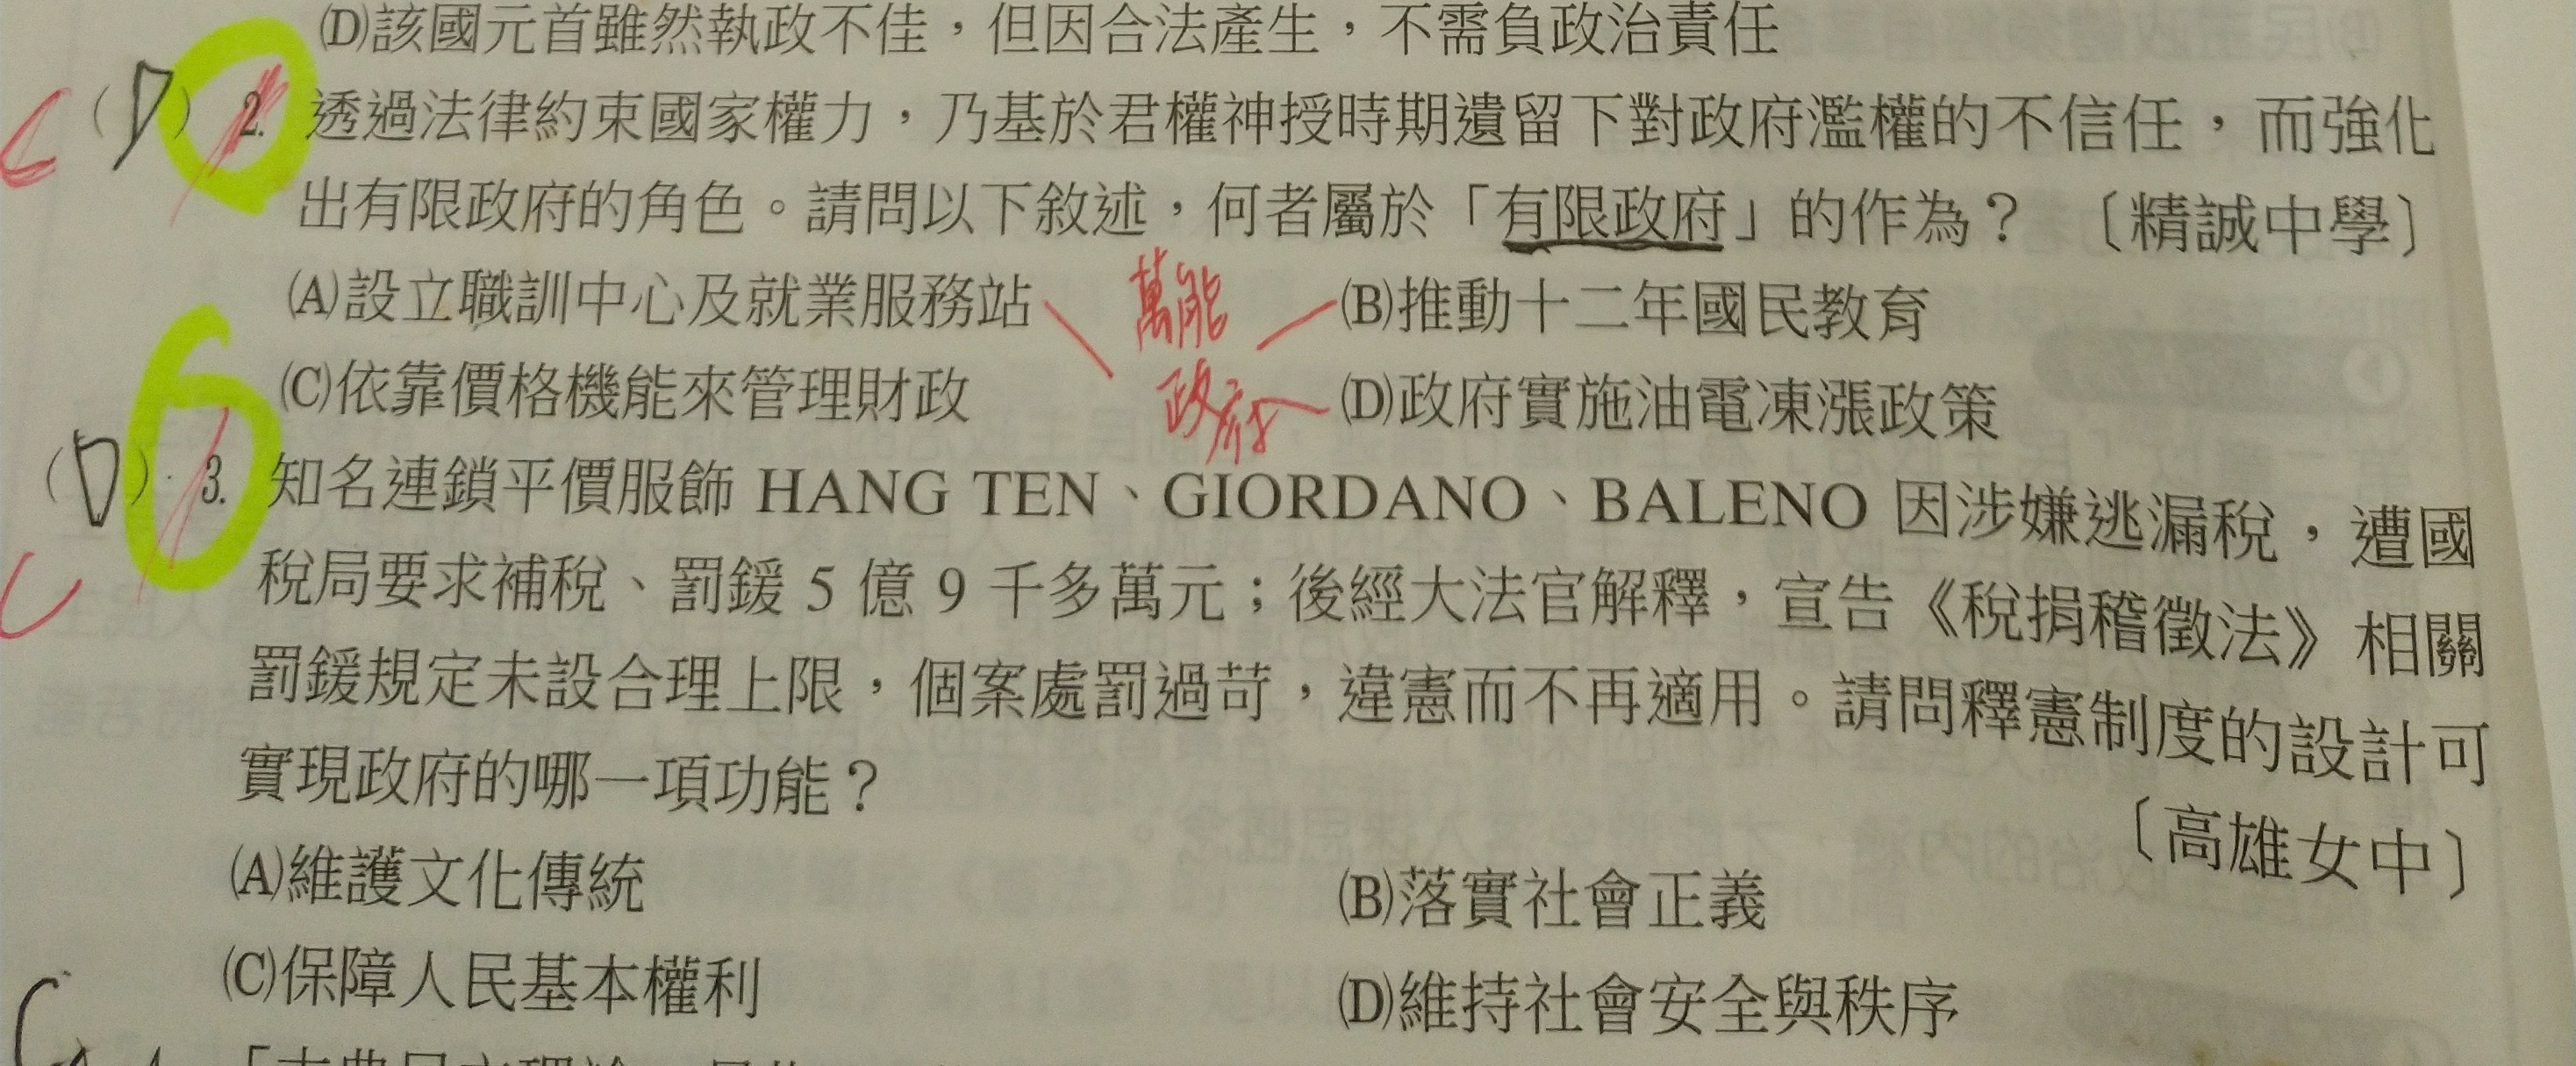 (D)該國元首雖然執政不佳，但因合法產生，不需負政治責任
C (D) 2. 透過法律約束國家權力，乃基於君權神授時期遺留下對政府濫權的不信任，而強化
出有限政府的角色。請問以下敘述，何者屬於「有限政府」的作為？〔精誠中學〕
(A)設立職訓中心及就業服務站 萬能 (B)推動十二年國民教育
(C)依靠價格機能來管理財政 政府 (D)政府實施油電凍漲政策
C (D) 3. 知名連鎖平價服飾 HANG TEN、GIORDANO、BALENO 因涉嫌逃漏稅，遭國
稅局要求補稅、罰鍰 5 億 9 千多萬元；後經大法官解釋，宣告《稅捐稽徵法》相關
罰鍰規定未設合理上限，個案處罰過苛，違憲而不再適用。請問釋憲制度的設計可
實現政府的哪一項功能？
〔高雄女中〕
(A)維護文化傳統 (B)落實社會正義
(C)保障人民基本權利 (D)維持社會安全與秩序